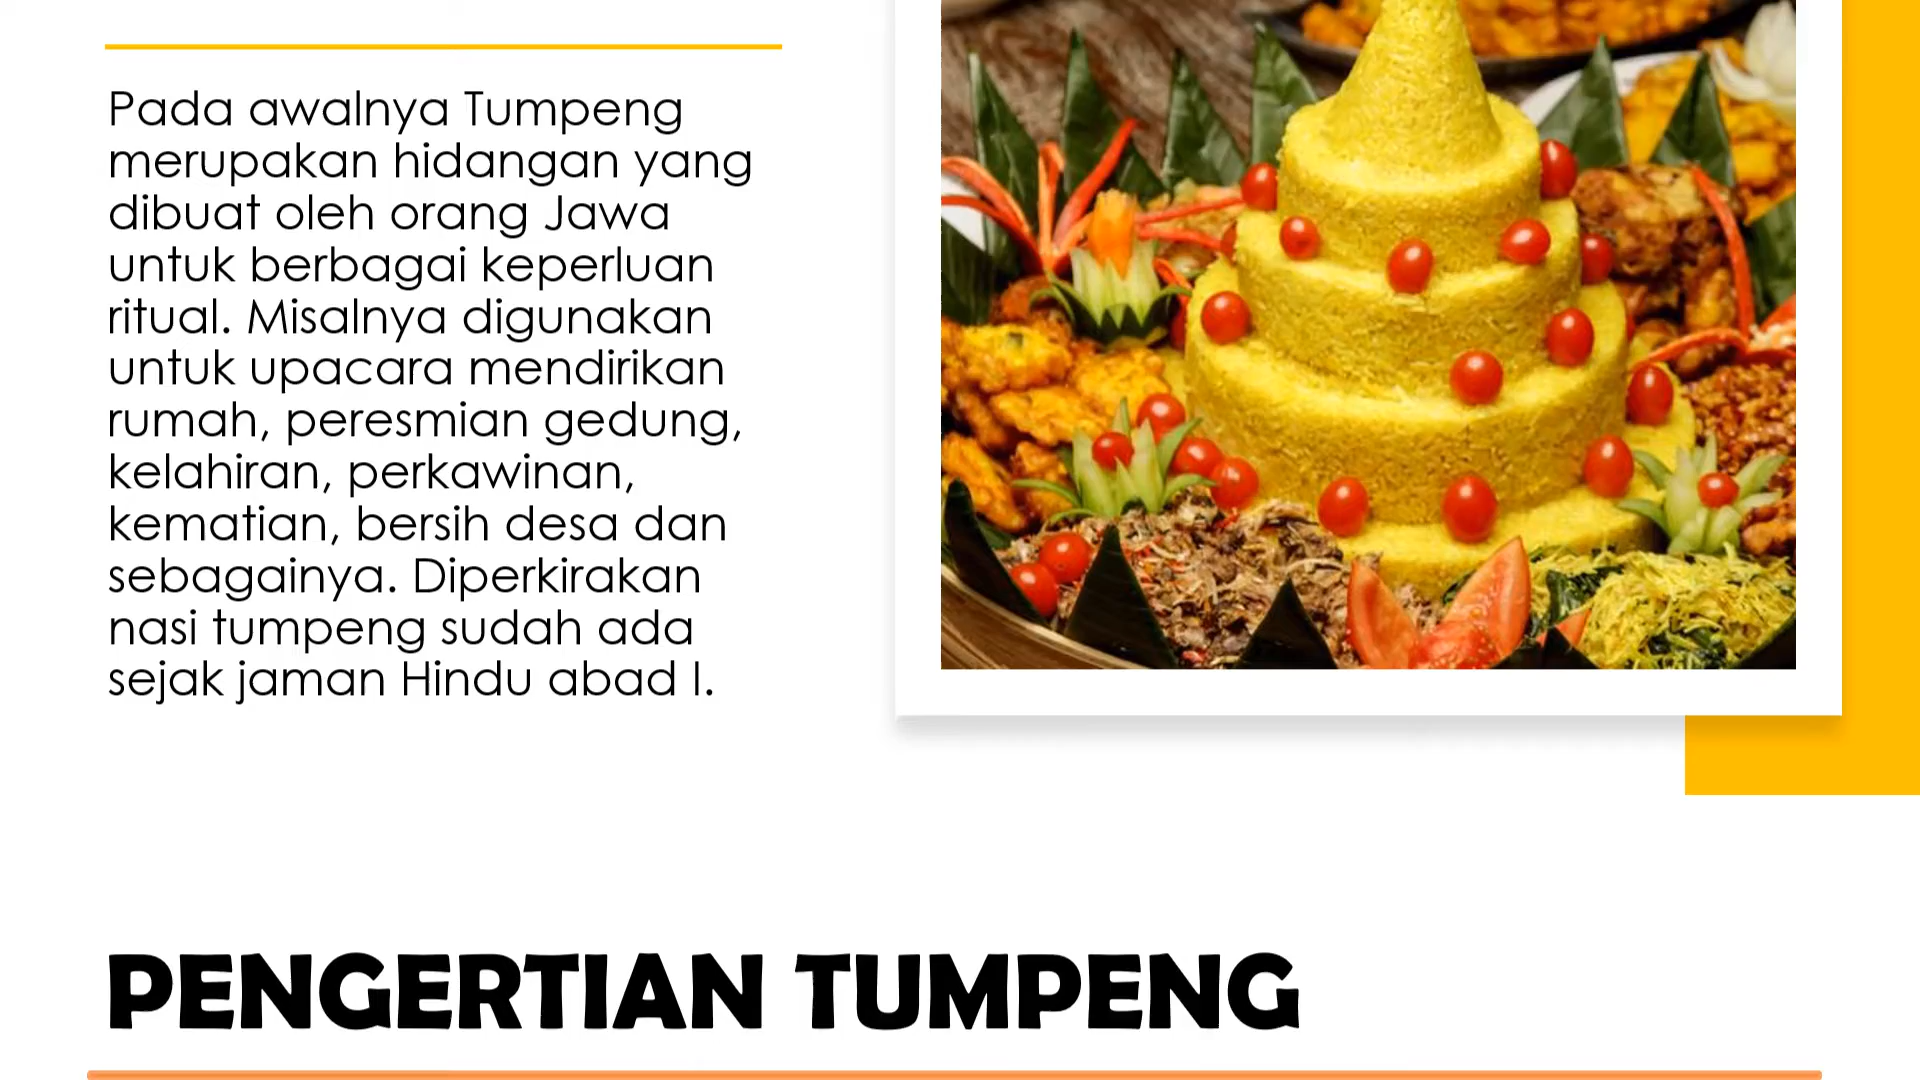 Pada awalnya Tumpeng
merupakan hidangan yang
dibuat oleh orang Jawa
untuk berbagai keperluan
ritual. Misalnya digunakan
untuk upacara mendirikan
rumah, peresmian gedung,
kelahiran, perkawinan,
kematian, bersih desa dan
sebagainya. Diperkirakan
nasi tumpeng sudah ada
sejak jaman Hindu abad I.
PENGERTIAN TUMPENG